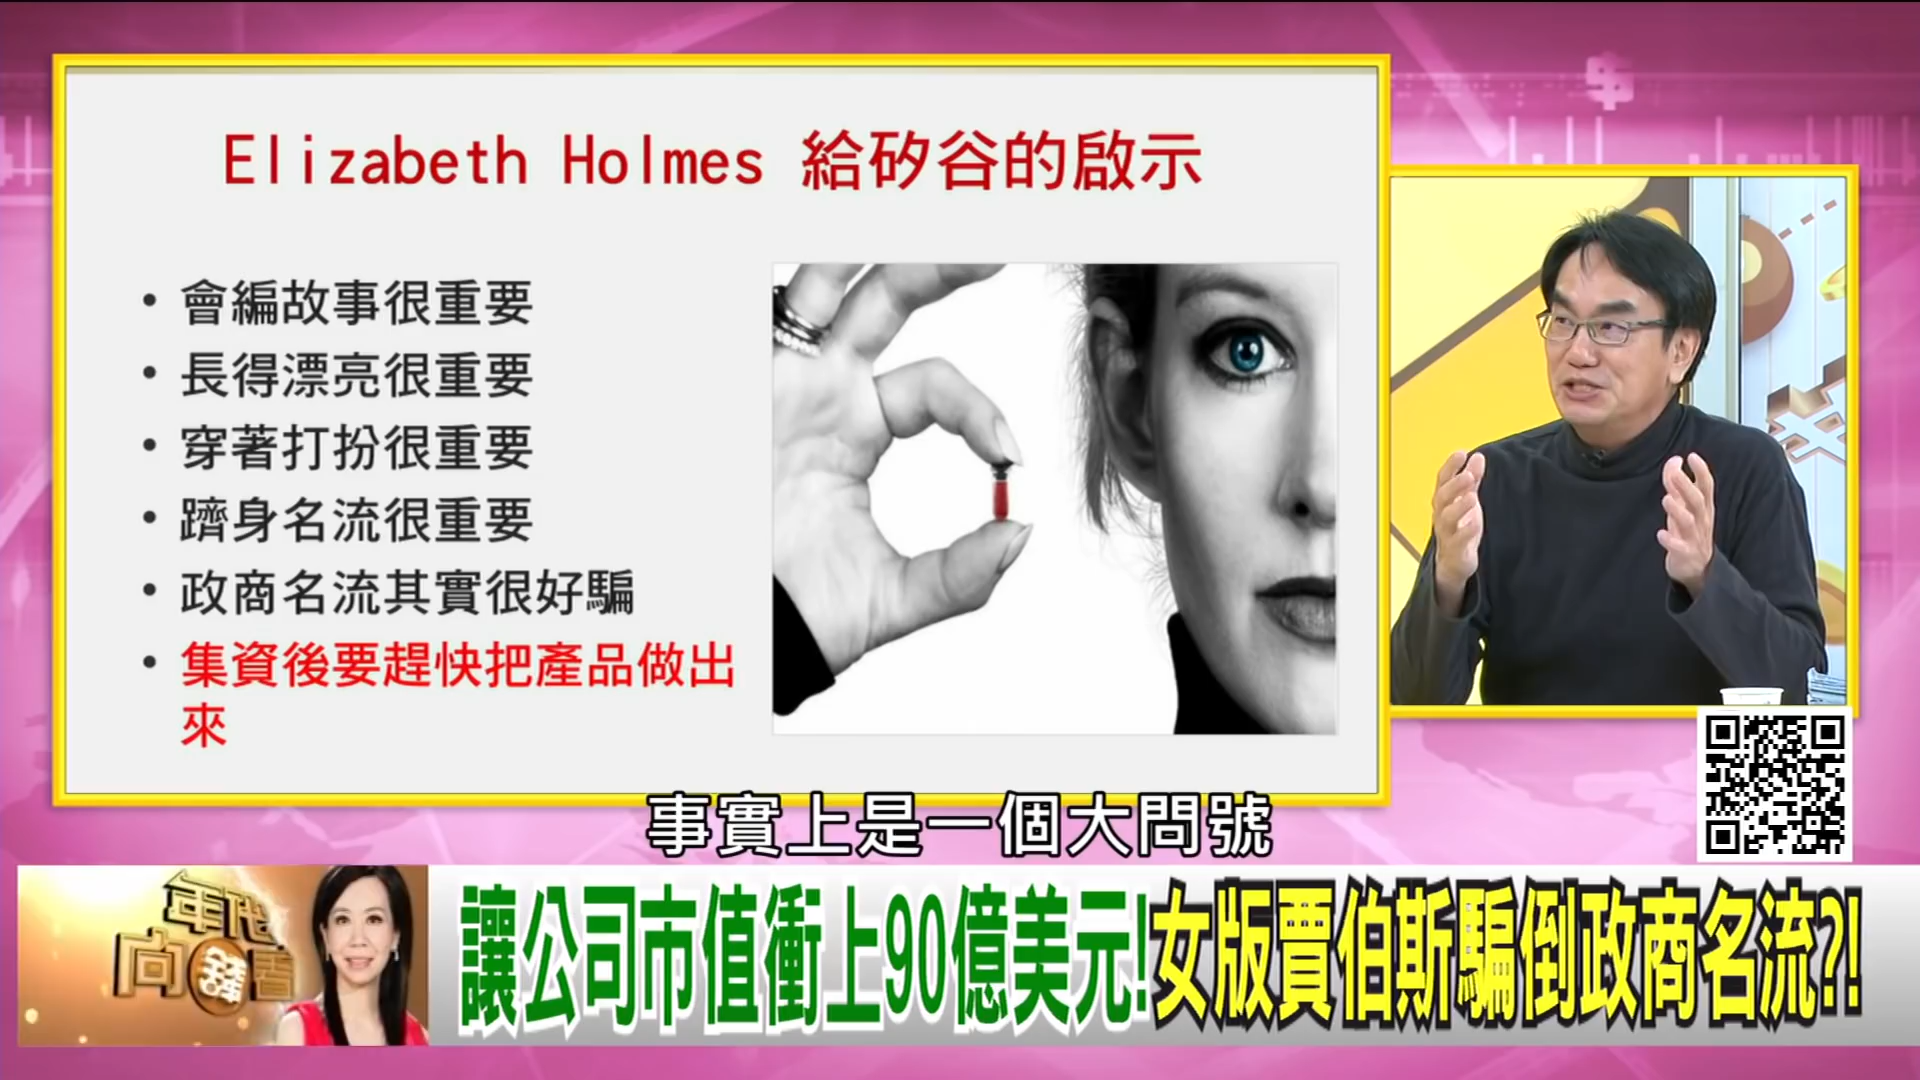 Elizabeth Holmes 給矽谷的啟示
• 會編故事很重要
• 長得漂亮很重要
• 穿著打扮很重要
• 躋身名流很重要
• 政商名流其實很好騙
• 集資後要趕快把產品做出
來
事實上是一個大問號
年代
向錢看
讓公司市值衝上90億美元!女版賈伯斯騙倒政商名流?!